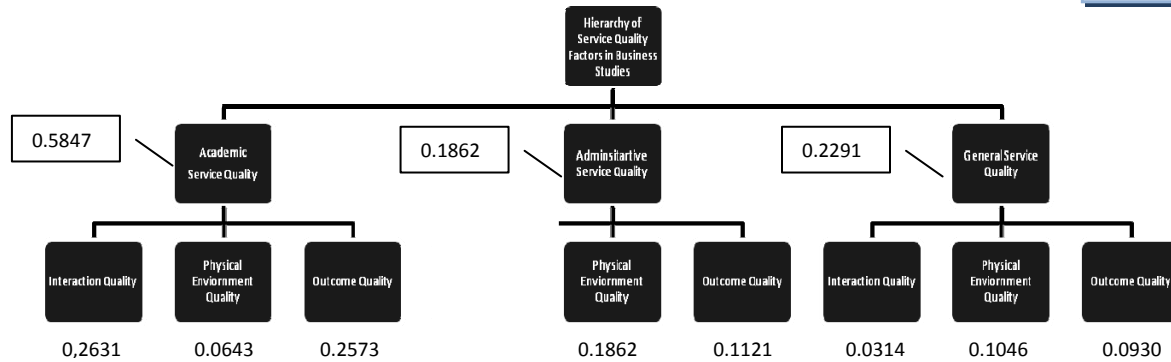 Hierarchy of
Service Quality
Factors in Business
Studies
0.5847
Academic
Service Quality
0.1862
Adminsitartive
Service Quality
0.2291
General Service
Quality
Interaction Quality
Physical
Enviornment
Quality
Outcome Quality
Physical
Enviornment
Quality
Outcome Quality
Interaction Quality
Physical
Enviornment
Quality
Outcome Quality
0,2631 0.0643 0.2573 0.1862 0.1121 0.0314 0.1046 0.0930